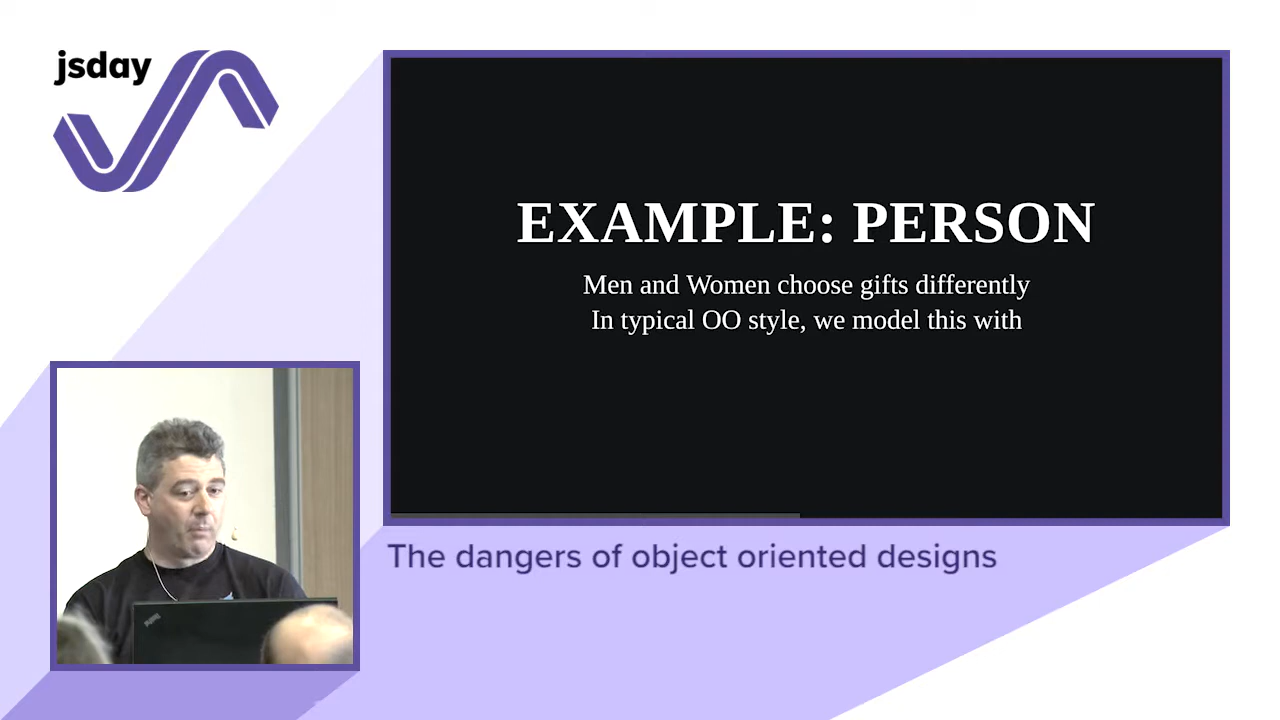 jsday
EXAMPLE: PERSON
Men and Women choose gifts differently
In typical OO style, we model this with
The dangers of object oriented designs